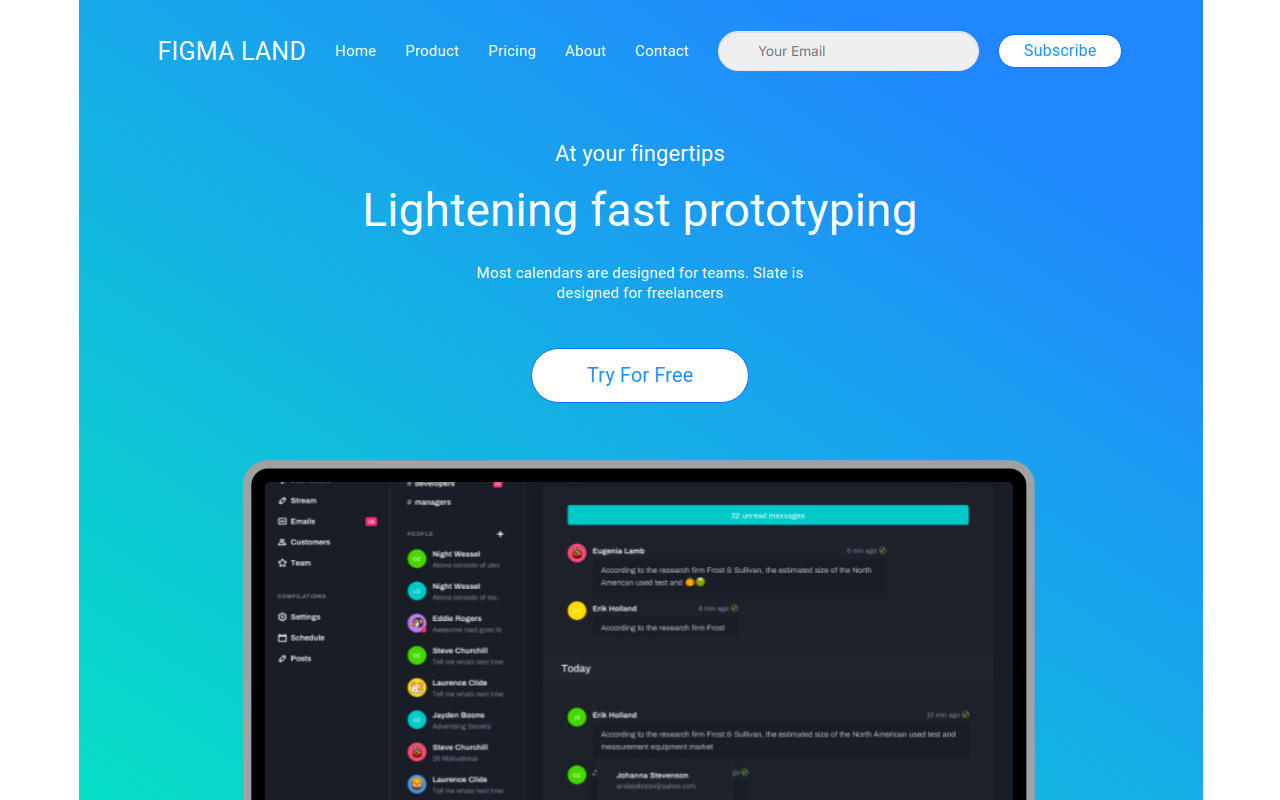 FIGMA LAND Home Product Pricing About Contact Your Email Subscribe
At your fingertips
Lightening fast prototyping
Most calendars are designed for teams. Slate is
designed for freelancers
Try For Free
Stream
Emails
Customers
Team
COMPILATIONS
Settings
Schedule
Posts
# developers
# managers
PEOPLE +
Night Wessel
Atoms consists of ules
Night Wessel
Atoms consists of mo..
Eddie Rogers
Awesome road goes to
Steve Churchill
Tell me whats next time
Laurence Clide
Tell me whats next time
Jayden Boone
Advertising Secrets
Steve Churchill
29 Motivational
Laurence Clide
Tell me whats next time
32 unread messages
Eugenia Lamb 5 min ago
According to the research firm Frost & Sullivan, the estimated size of the North
American used test and
Erik Holland 8 min ago
According to the research firm Frost
Today
Erik Holland 10 min ago
According to the research firm Frost & Sullivan, the estimated size of the North American used test and
measurement equipment market
Johanna Stevenson